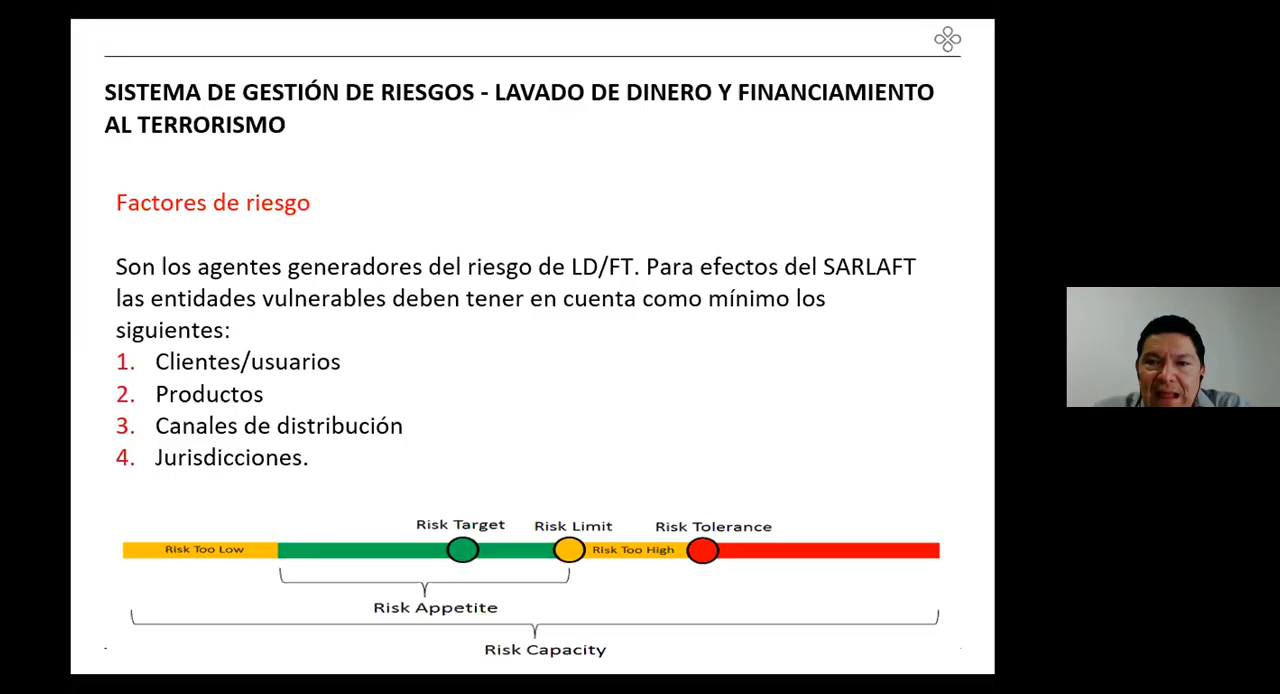 SISTEMA DE GESTIÓN DE RIESGOS - LAVADO DE DINERO Y FINANCIAMIENTO
AL TERRORISMO
Factores de riesgo
Son los agentes generadores del riesgo de LD/FT. Para efectos del SARLAFT
las entidades vulnerables deben tener en cuenta como mínimo los
siguientes:
1. Clientes/usuarios
2. Productos
3. Canales de distribución
4. Jurisdicciones.
Risk Target Risk Limit Risk Tolerance
Risk Too Low Risk Too High
Risk Appetite
Risk Capacity